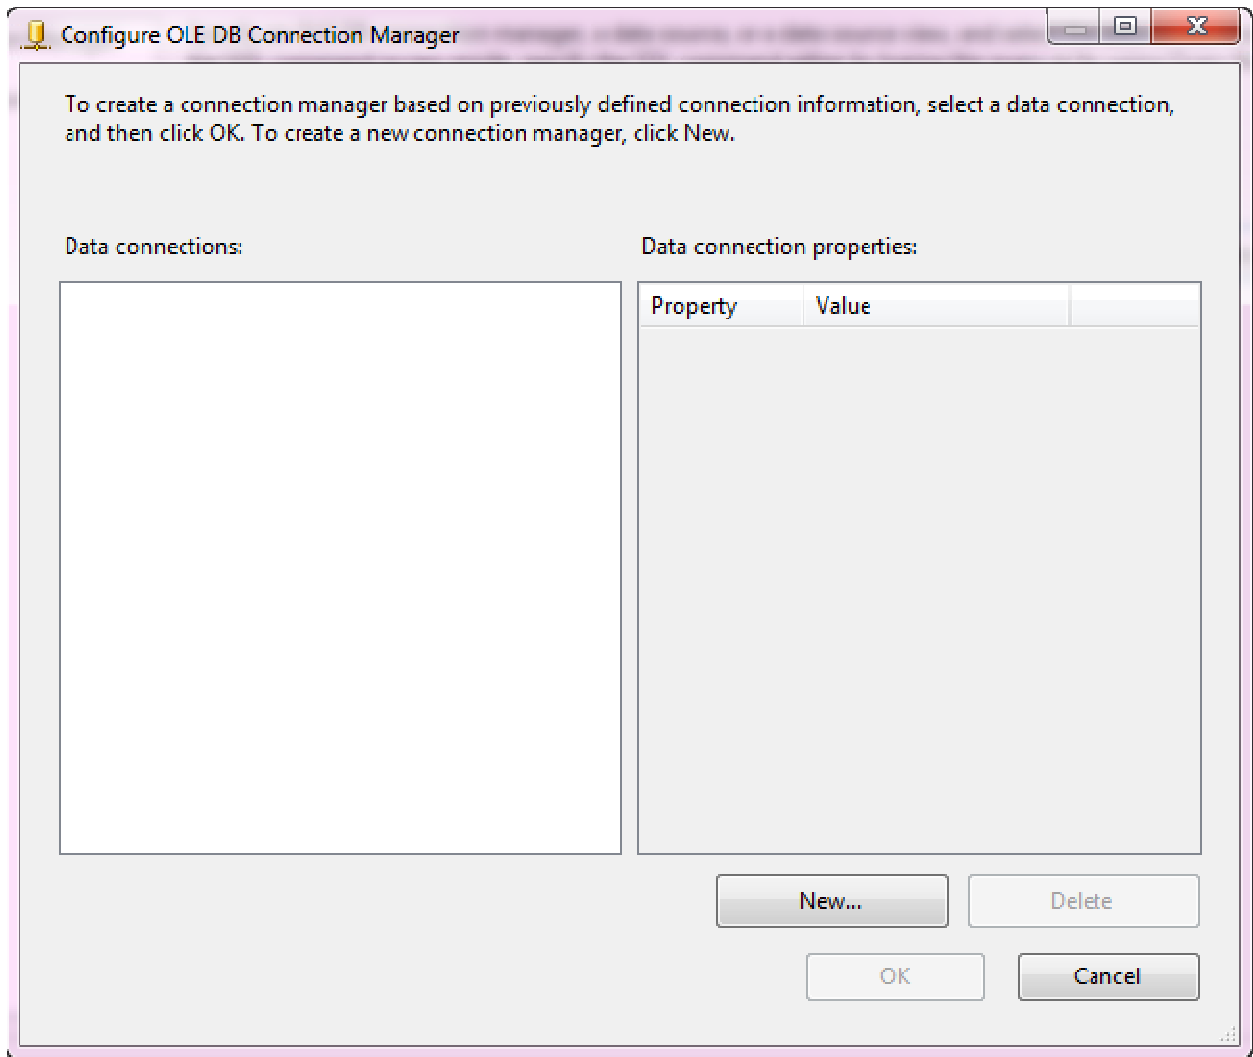 Configure OLE DB Connection Manager
To create a connection manager based on previously defined connection information, select a data connection,
and then click OK. To create a new connection manager, click New.
Data connections:
Data connection properties:
Property
Value
New...
Delete
OK
Cancel